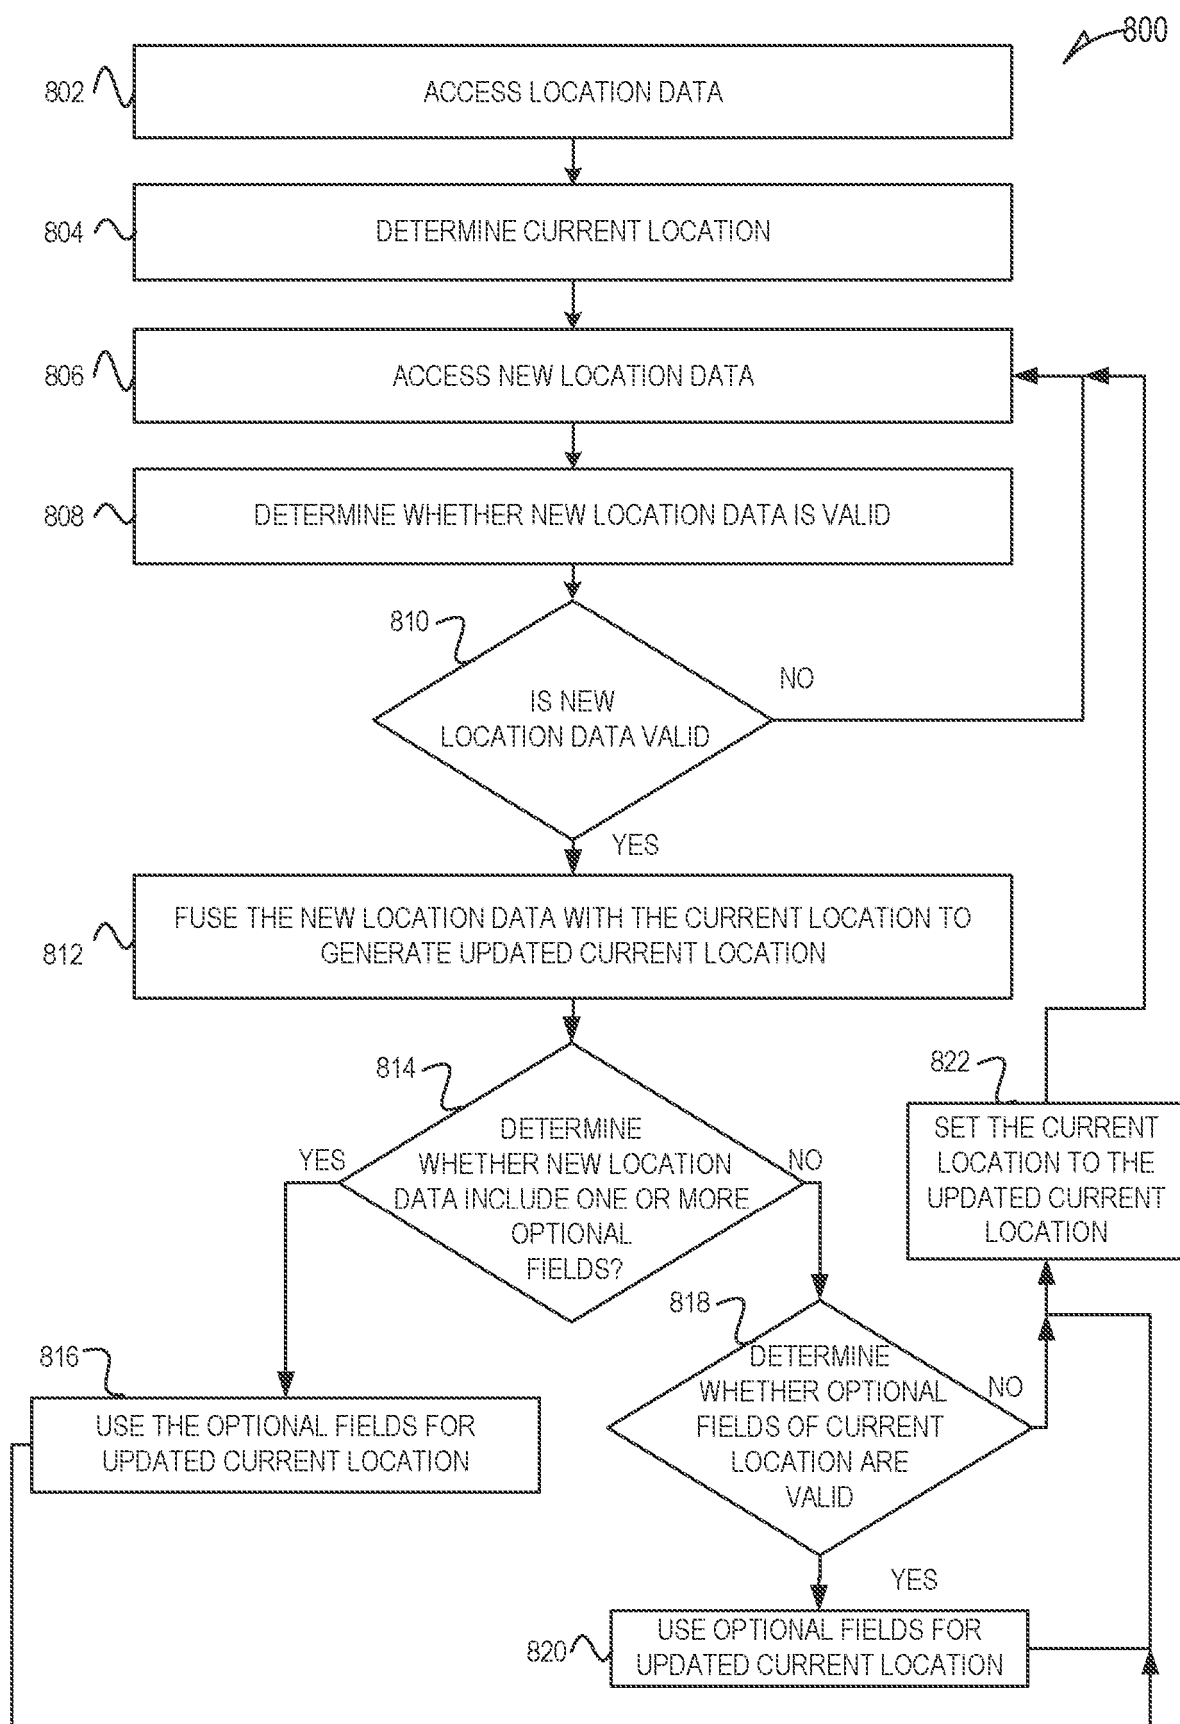 800
802
ACCESS LOCATION DATA
804
DETERMINE CURRENT LOCATION
806
ACCESS NEW LOCATION DATA
808
DETERMINE WHETHER NEW LOCATION DATA IS VALID
810
IS NEW
LOCATION DATA VALID
NO
YES
812
FUSE THE NEW LOCATION DATA WITH THE CURRENT LOCATION TO
GENERATE UPDATED CURRENT LOCATION
814
DETERMINE
WHETHER NEW LOCATION
DATA INCLUDE ONE OR MORE
OPTIONAL
FIELDS?
YES
NO
822
SET THE CURRENT
LOCATION TO THE
UPDATED CURRENT
LOCATION
816
USE THE OPTIONAL FIELDS FOR
UPDATED CURRENT LOCATION
818
DETERMINE
WHETHER OPTIONAL
FIELDS OF CURRENT
LOCATION ARE
VALID
NO
YES
820
USE OPTIONAL FIELDS FOR
UPDATED CURRENT LOCATION